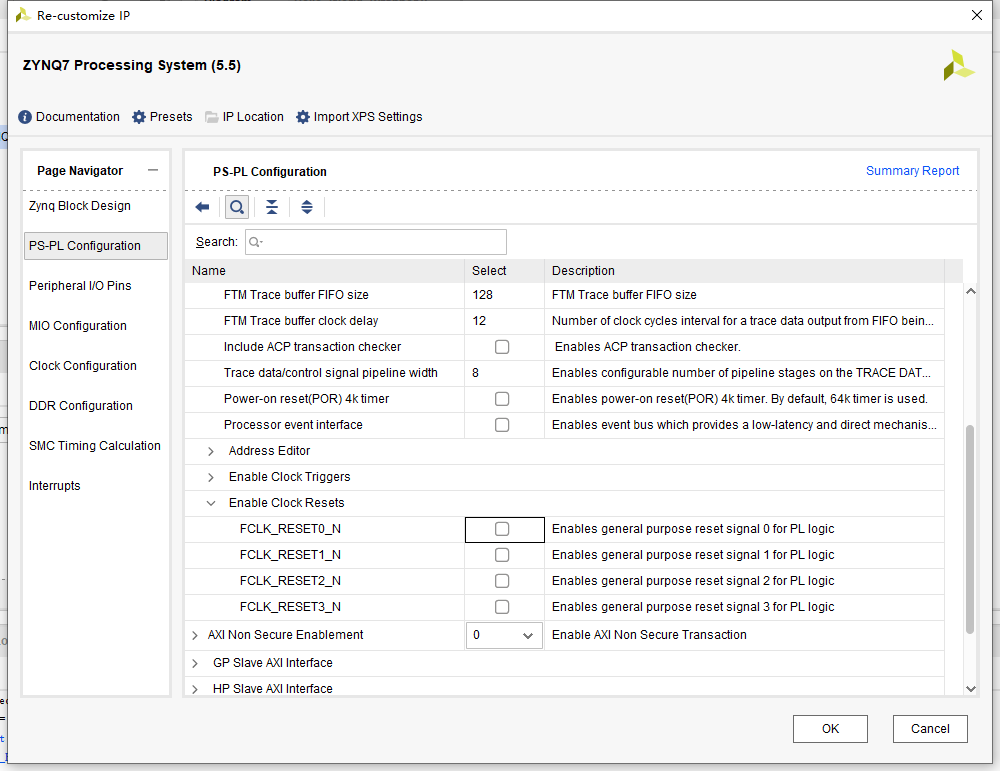 Re-customize IP
ZYNQ7 Processing System (5.5)
Documentation Presets IP Location Import XPS Settings
Page Navigator
Zynq Block Design
PS-PL Configuration
Peripheral I/O Pins
MIO Configuration
Clock Configuration
DDR Configuration
SMC Timing Calculation
Interrupts
PS-PL Configuration Summary Report
Search:
Name Select Description
FTM Trace buffer FIFO size 128 FTM Trace buffer FIFO size
FTM Trace buffer clock delay 12 Number of clock cycles interval for a trace data output from FIFO bein...
Include ACP transaction checker Enables ACP transaction checker.
Trace data/control signal pipeline width 8 Enables configurable number of pipeline stages on the TRACE DAT...
Power-on reset(POR) 4k timer Enables power-on reset(POR) 4k timer. By default, 64k timer is used.
Processor event interface Enables event bus which provides a low-latency and direct mechanis...
Address Editor
Enable Clock Triggers
Enable Clock Resets
FCLK_RESET0_N Enables general purpose reset signal 0 for PL logic
FCLK_RESET1_N Enables general purpose reset signal 1 for PL logic
FCLK_RESET2_N Enables general purpose reset signal 2 for PL logic
FCLK_RESET3_N Enables general purpose reset signal 3 for PL logic
AXI Non Secure Enablement 0 Enable AXI Non Secure Transaction
GP Slave AXI Interface
HP Slave AXI Interface
OK Cancel